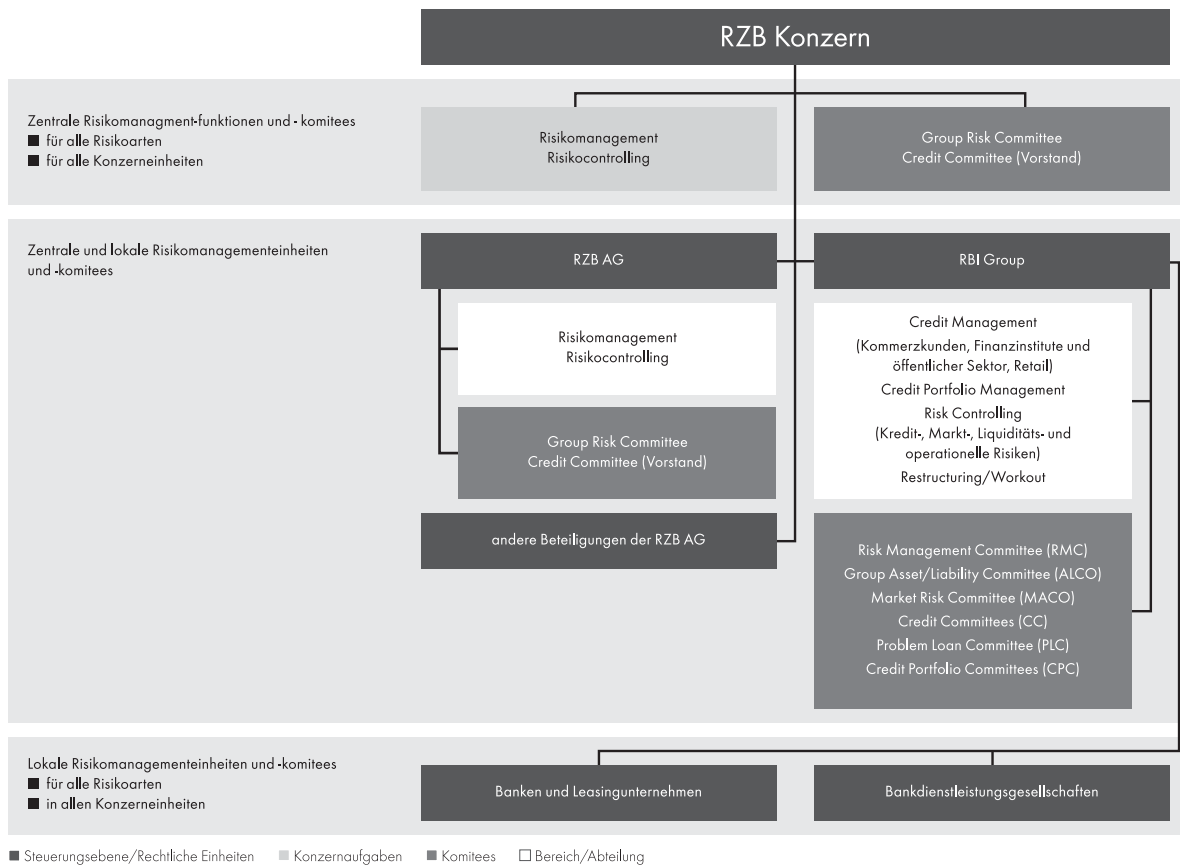 RZB Konzern
Zentrale Risikomanagment-funktionen und - komitees
■ für alle Risikoarten
■ für alle Konzerneinheiten
Risikomanagement
Risikocontrolling
Group Risk Committee
Credit Committee (Vorstand)
Zentrale und lokale Risikomanagementeinheiten
und -komitees
RZB AG
Risikomanagement
Risikocontrolling
Group Risk Committee
Credit Committee (Vorstand)
andere Beteiligungen der RZB AG
RBI Group
Credit Management
(Kommerzkunden, Finanzinstitute und
öffentlicher Sektor, Retail)
Credit Portfolio Management
Risk Controlling
(Kredit-, Markt-, Liquiditäts- und
operationelle Risiken)
Restructuring/Workout
Risk Management Committee (RMC)
Group Asset/Liability Committee (ALCO)
Market Risk Committee (MACO)
Credit Committees (CC)
Problem Loan Committee (PLC)
Credit Portfolio Committees (CPC)
Lokale Risikomanagementeinheiten und -komitees
■ für alle Risikoarten
■ in allen Konzerneinheiten
Banken und Leasingunternehmen
Bankdienstleistungsgesellschaften
■ Steuerungsebene/Rechtliche Einheiten ■ Konzernaufgaben ■ Komitees □ Bereich/Abteilung